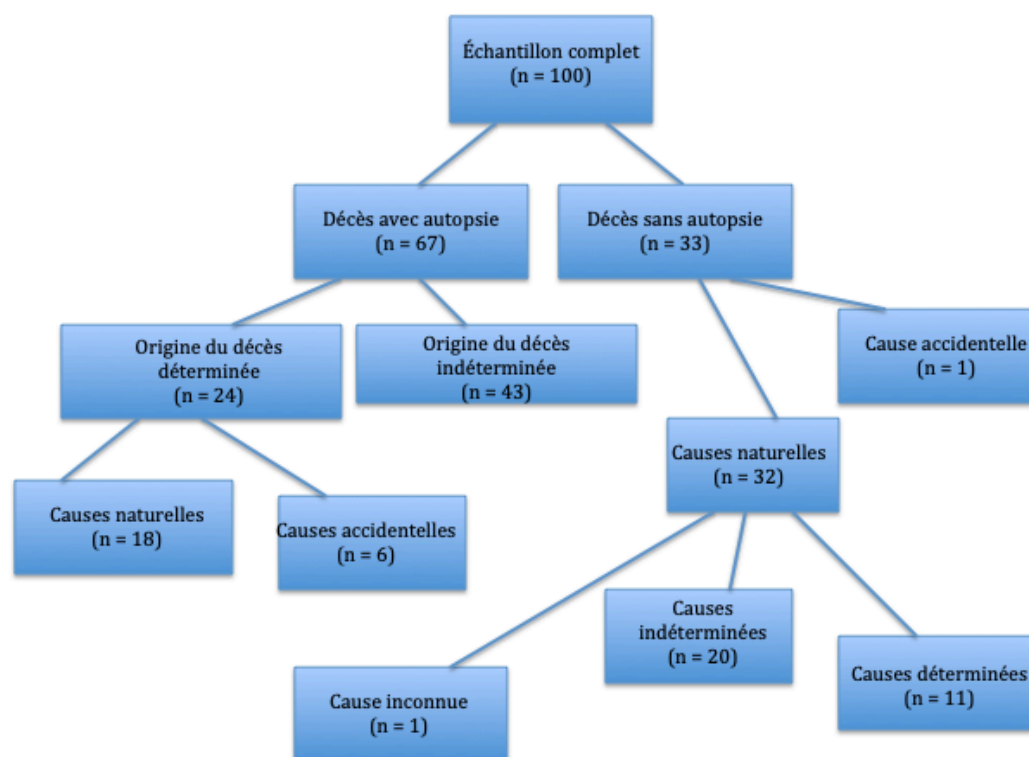 Échantillon complet
(n = 100)
Décès avec autopsie
(n = 67)
Décès sans autopsie
(n = 33)
Origine du décès
déterminée
(n = 24)
Origine du décès
indéterminée
(n = 43)
Cause accidentelle
(n = 1)
Causes naturelles
(n = 32)
Causes naturelles
(n = 18)
Causes accidentelles
(n = 6)
Causes
indéterminées
(n = 20)
Cause inconnue
(n = 1)
Causes déterminées
(n = 11)